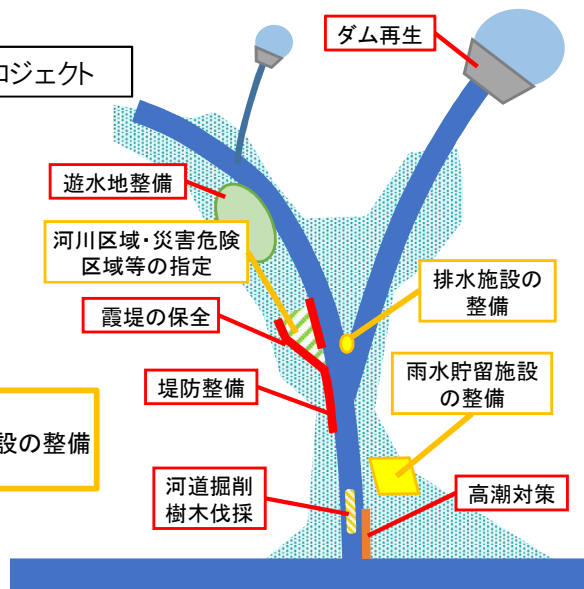 ロジェクト
ダム再生
遊水地整備
河川区域・災害危険
区域等の指定
霞堤の保全
排水施設の
整備
堤防整備
雨水貯留施設
の整備
設の整備
河道掘削
樹木伐採
高潮対策